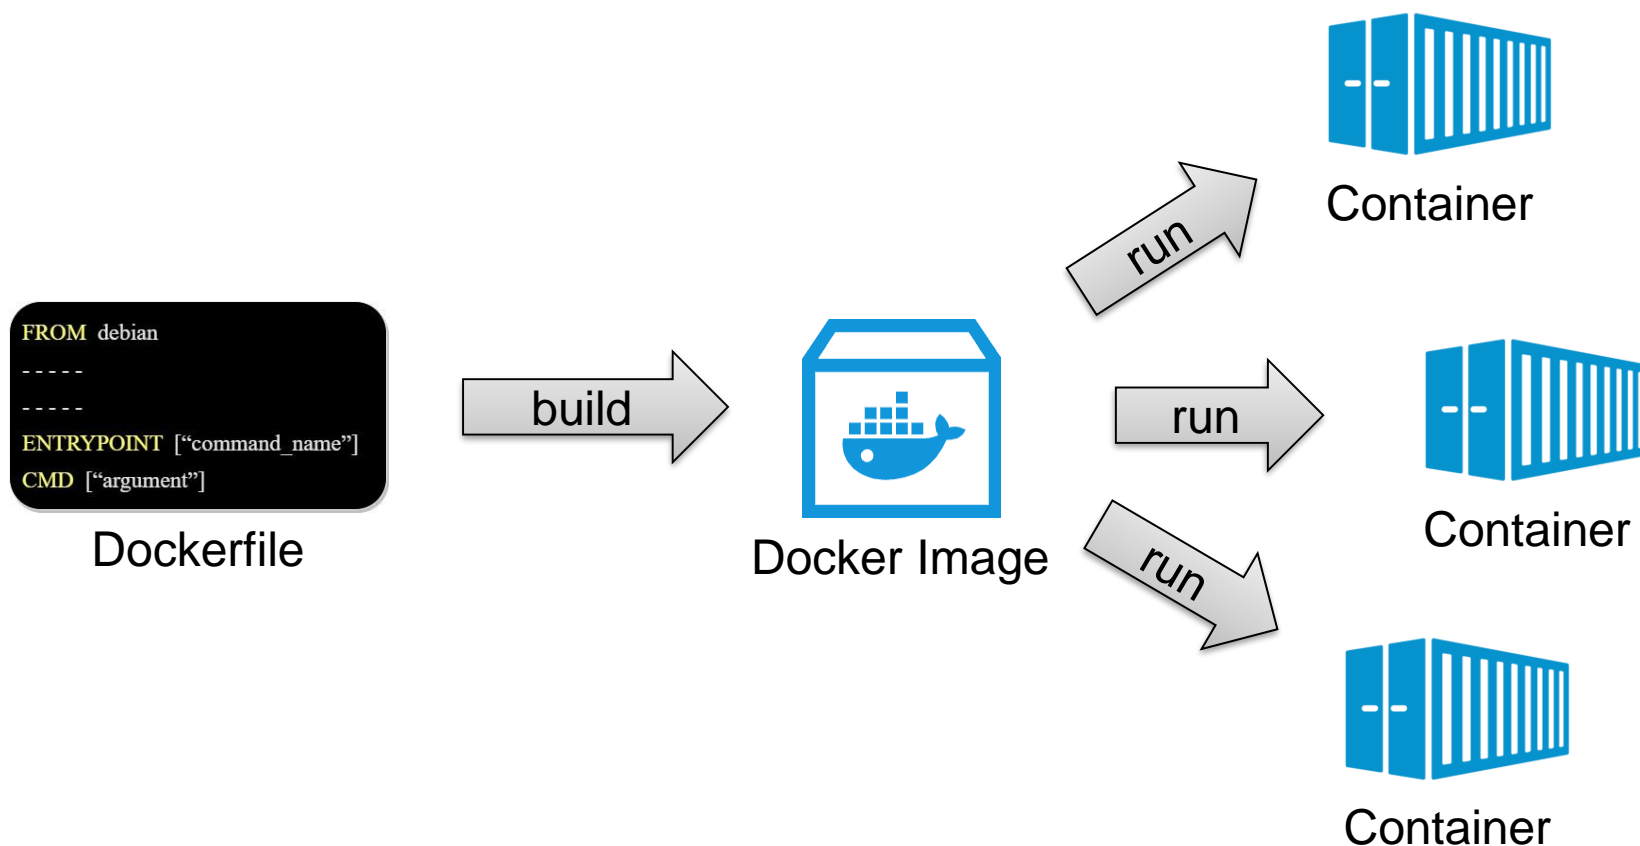 FROM debian
-----
-----
ENTRYPOINT [“command_name”]
CMD [“argument”]
Dockerfile
build
Docker Image
run
Container
run
Container
run
Container